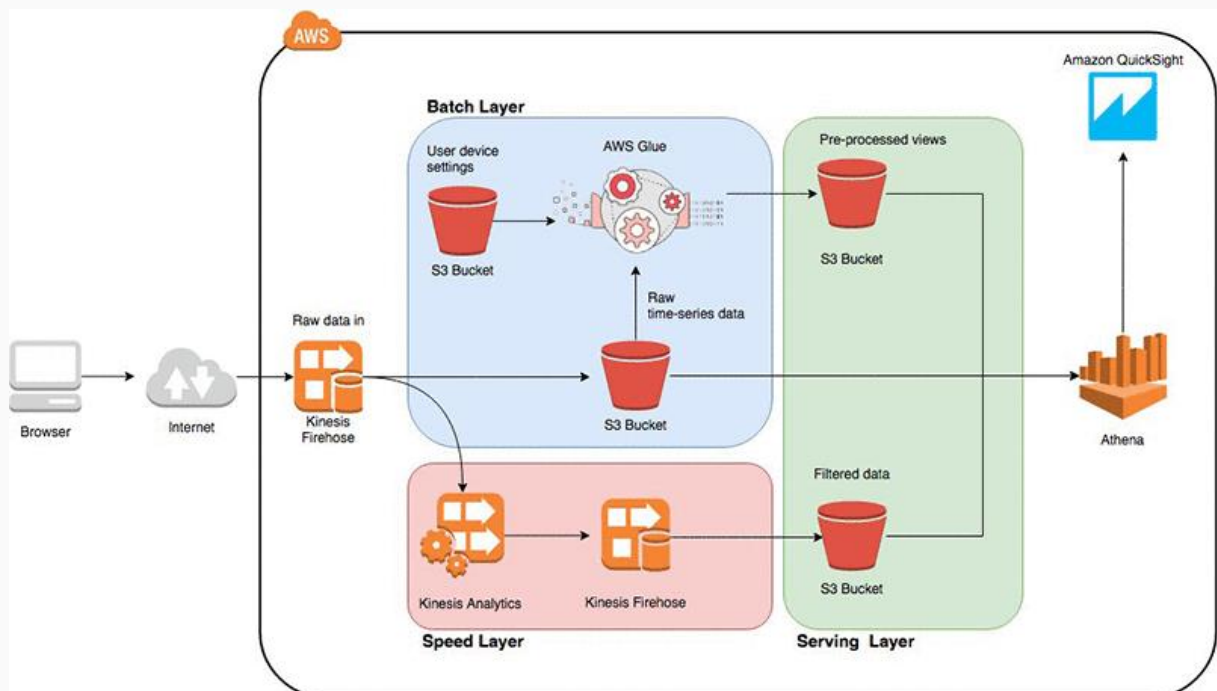 AWS
Amazon QuickSight
Batch Layer
User device
settings
AWS Glue
Pre-processed views
S3 Bucket
S3 Bucket
Raw
time-series data
Raw data in
Browser
Internet
Kinesis
Firehose
S3 Bucket
Athena
Filtered data
Kinesis Analytics
Kinesis Firehose
S3 Bucket
Speed Layer
Serving Layer